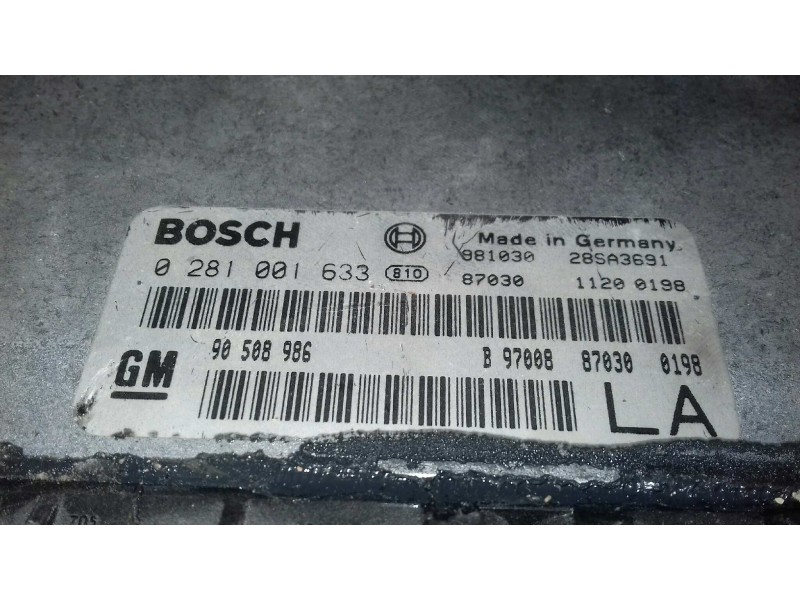 BOSCH Made in Germany
981030 28SA3691
0 281 001 633 810 87030 1120 0198
GM 90 508 986 B 97008 87030 0198
LA